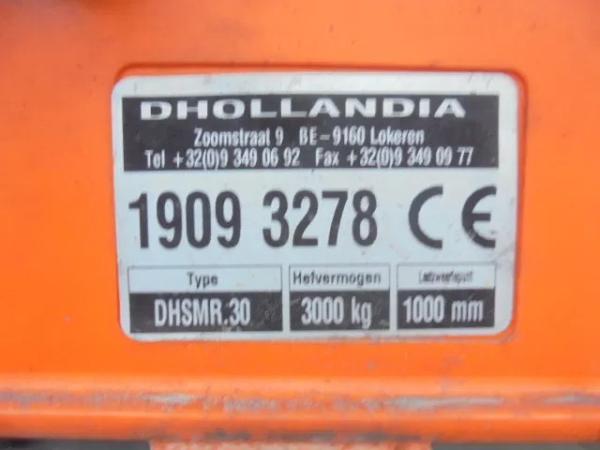 DHOLLANDIA
Zoomstraat 9 BE-9160 Lokeren
Tel +32(0)9 349 06 92 Fax +32(0)9 349 09 77
1909 3278 CE
Type Hefvermogen
DHSMR.30 3000 kg 1000 mm